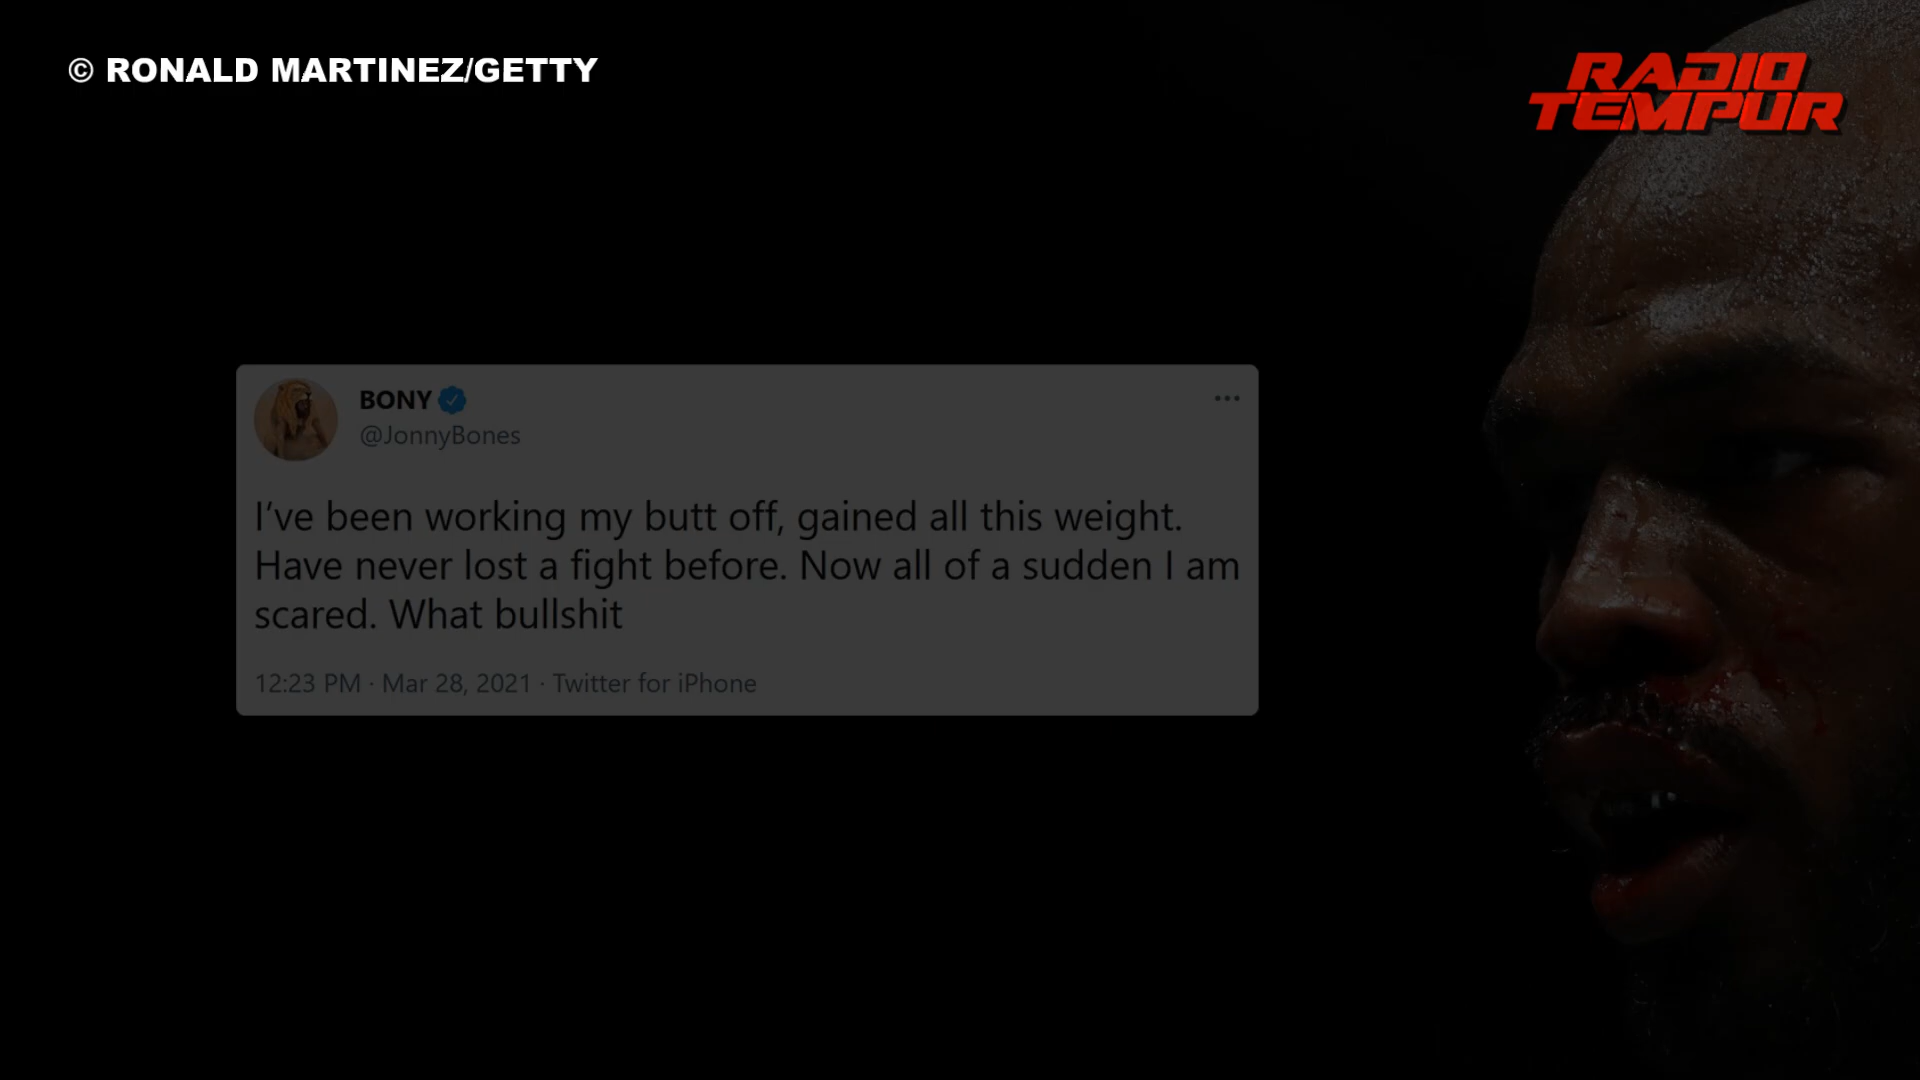 © RONALD MARTINEZ/GETTY
RADIO
TEMPUR
BONY
@JonnyBones
I've been working my butt off, gained all this weight.
Have never lost a fight before. Now all of a sudden I am
scared. What bullshit
12:23 PM · Mar 28, 2021 · Twitter for iPhone